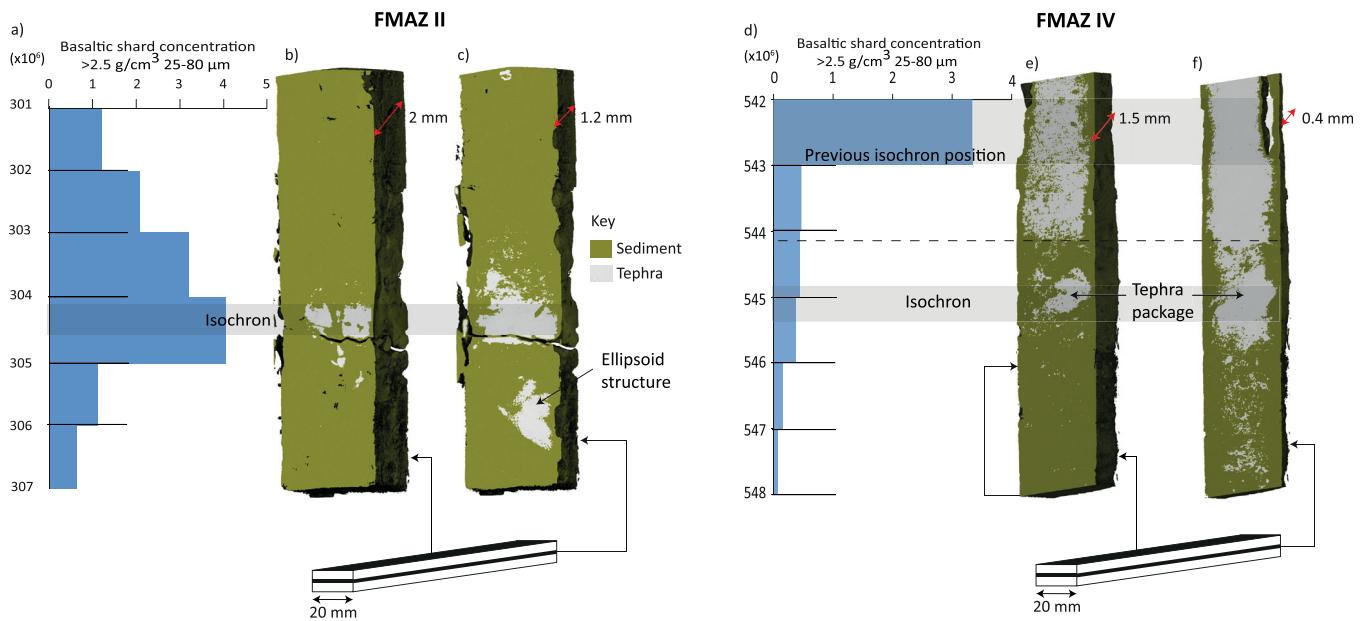 FMAZ II
a)
Basaltic shard concentration
>2.5 g/cm³ 25-80 µm
(x10⁶)
0 1 2 3 4 5
301
302
303
304
305
306
307
b)
c)
2 mm
1.2 mm
Key
Sediment
Tephra
Isochron
Ellipsoid
structure
20 mm
FMAZ IV
d)
Basaltic shard concentration
>2.5 g/cm³ 25-80 µm
(x10⁶)
0 1 2 3 4
542
543
544
545
546
547
548
e)
f)
1.5 mm
0.4 mm
Previous isochron position
Isochron
Tephra
package
20 mm